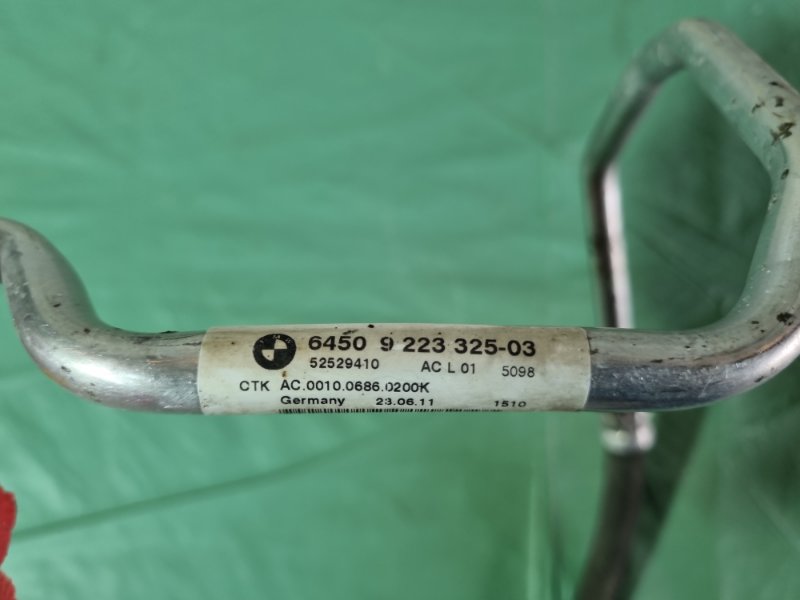 6450 9 223 325-03
52529410 AC L 01 5098
CTK AC.0010.0686.0200K
Germany 23.06.11 1510